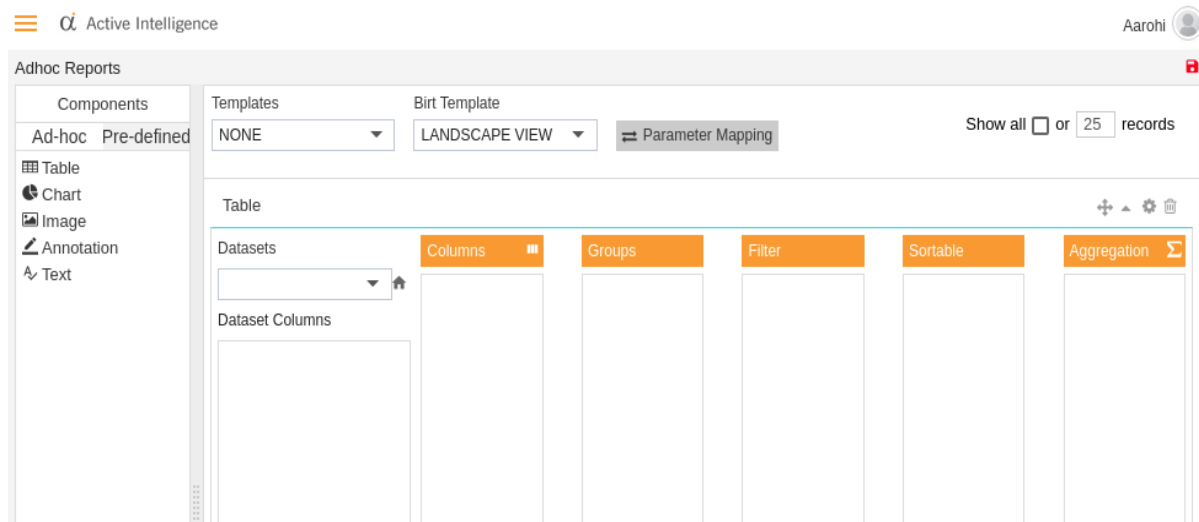 α Active Intelligence
Aarohi
Adhoc Reports
Components
Ad-hoc Pre-defined
Table
Chart
Image
Annotation
Text
Templates
NONE
Birt Template
LANDSCAPE VIEW
Parameter Mapping
Show all or 25 records
Table
Datasets
Dataset Columns
Columns
Groups
Filter
Sortable
Aggregation Σ